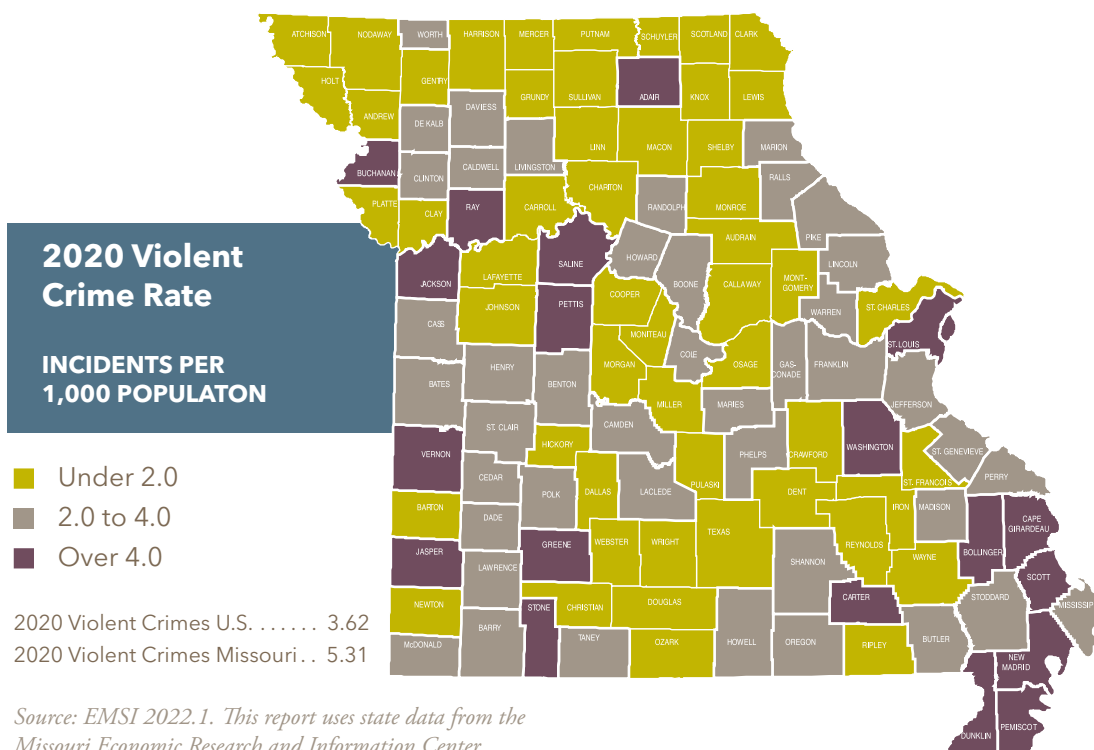 ATCHISON
NODAWAY
WORTH
HARRISON
MERCER
PUTNAM
SCHUYLER
SCOTLAND
CLARK
HOLT
GENTRY
ANDREW
DAVIESS
GRUNDY
SULLIVAN
ADAIR
KNOX
LEWIS
DE KALB
BUCHANAN
CLINTON
CALDWELL
LIVINGSTON
LINN
MACON
SHELBY
MARION
PLATTE
CLAY
RAY
CARROLL
CHARITON
RANDOLPH
MONROE
RALLS
PIKE
AUDRAIN
2020 Violent
Crime Rate
INCIDENTS PER
1,000 POPULATON
JACKSON
LAFAYETTE
SALINE
HOWARD
BOONE
CALLAWAY
MONT-
GOMERY
LINCOLN
WARREN
ST. CHARLES
ST.LOUIS
CASS
JOHNSON
PETTIS
COOPER
MONITEAU
COLE
OSAGE
GAS-
CONADE
FRANKLIN
JEFFERSON
BATES
HENRY
BENTON
MORGAN
MILLER
MARIES
CAMDEN
ST. CLAIR
HICKORY
VERNON
CEDAR
POLK
DALLAS
LACLEDE
PULASKI
PHELPS
CRAWFORD
WASHINGTON
ST. FRANCOIS
ST. GENEVIEVE
PERRY
Under 2.0
2.0 to 4.0
Over 4.0
BARTON
DADE
DENT
IRON
MADISON
JASPER
LAWRENCE
GREENE
WEBSTER
WRIGHT
TEXAS
SHANNON
REYNOLDS
WAYNE
BOLLINGER
CAPE
GIRARDEAU
SCOTT
STODDARD
MISSISSIP
NEWTON
McDONALD
BARRY
STONE
CHRISTIAN
TANEY
DOUGLAS
OZARK
HOWELL
OREGON
CARTER
RIPLEY
BUTLER
NEW
MADRID
PEMISCOT
DUNKLIN
2020 Violent Crimes U.S. . . . . . . 3.62
2020 Violent Crimes Missouri . . 5.31
Source: EMSI 2022.1. This report uses state data from the
Missouri Economic Research and Information Center